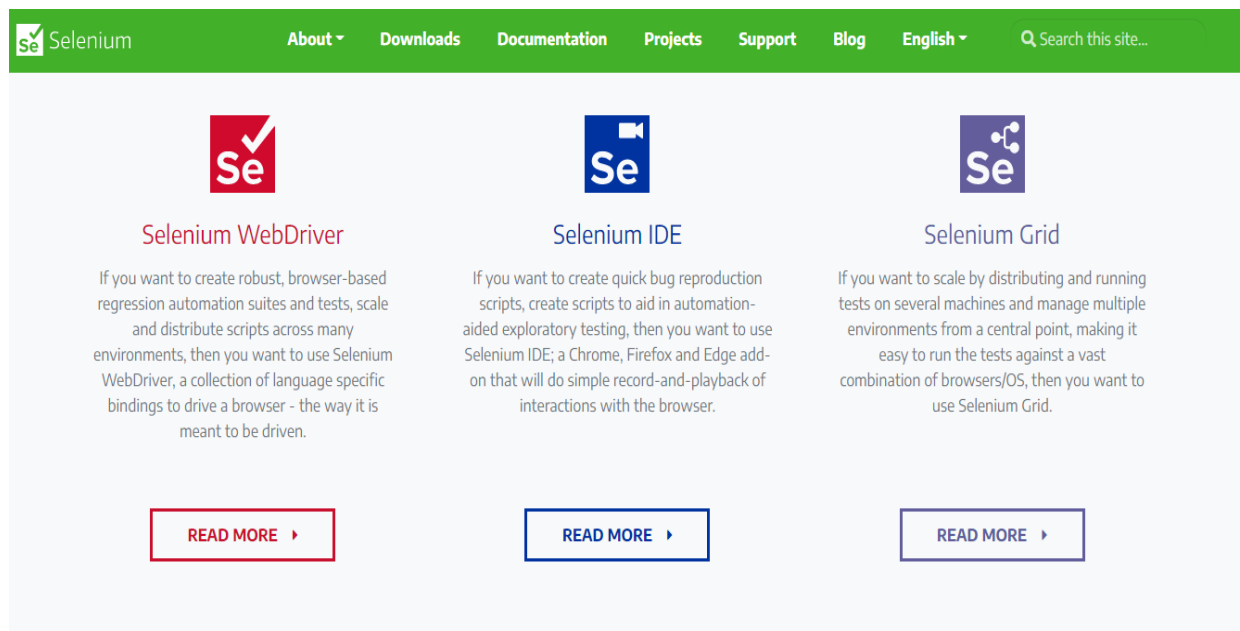 Se Selenium About Downloads Documentation Projects Support Blog English Search this site...
Se
Selenium WebDriver
If you want to create robust, browser-based
regression automation suites and tests, scale
and distribute scripts across many
environments, then you want to use Selenium
WebDriver, a collection of language specific
bindings to drive a browser - the way it is
meant to be driven.
READ MORE
Se
Selenium IDE
If you want to create quick bug reproduction
scripts, create scripts to aid in automation-
aided exploratory testing, then you want to use
Selenium IDE; a Chrome, Firefox and Edge add-
on that will do simple record-and-playback of
interactions with the browser.
READ MORE
Se
Selenium Grid
If you want to scale by distributing and running
tests on several machines and manage multiple
environments from a central point, making it
easy to run the tests against a vast
combination of browsers/OS, then you want to
use Selenium Grid.
READ MORE